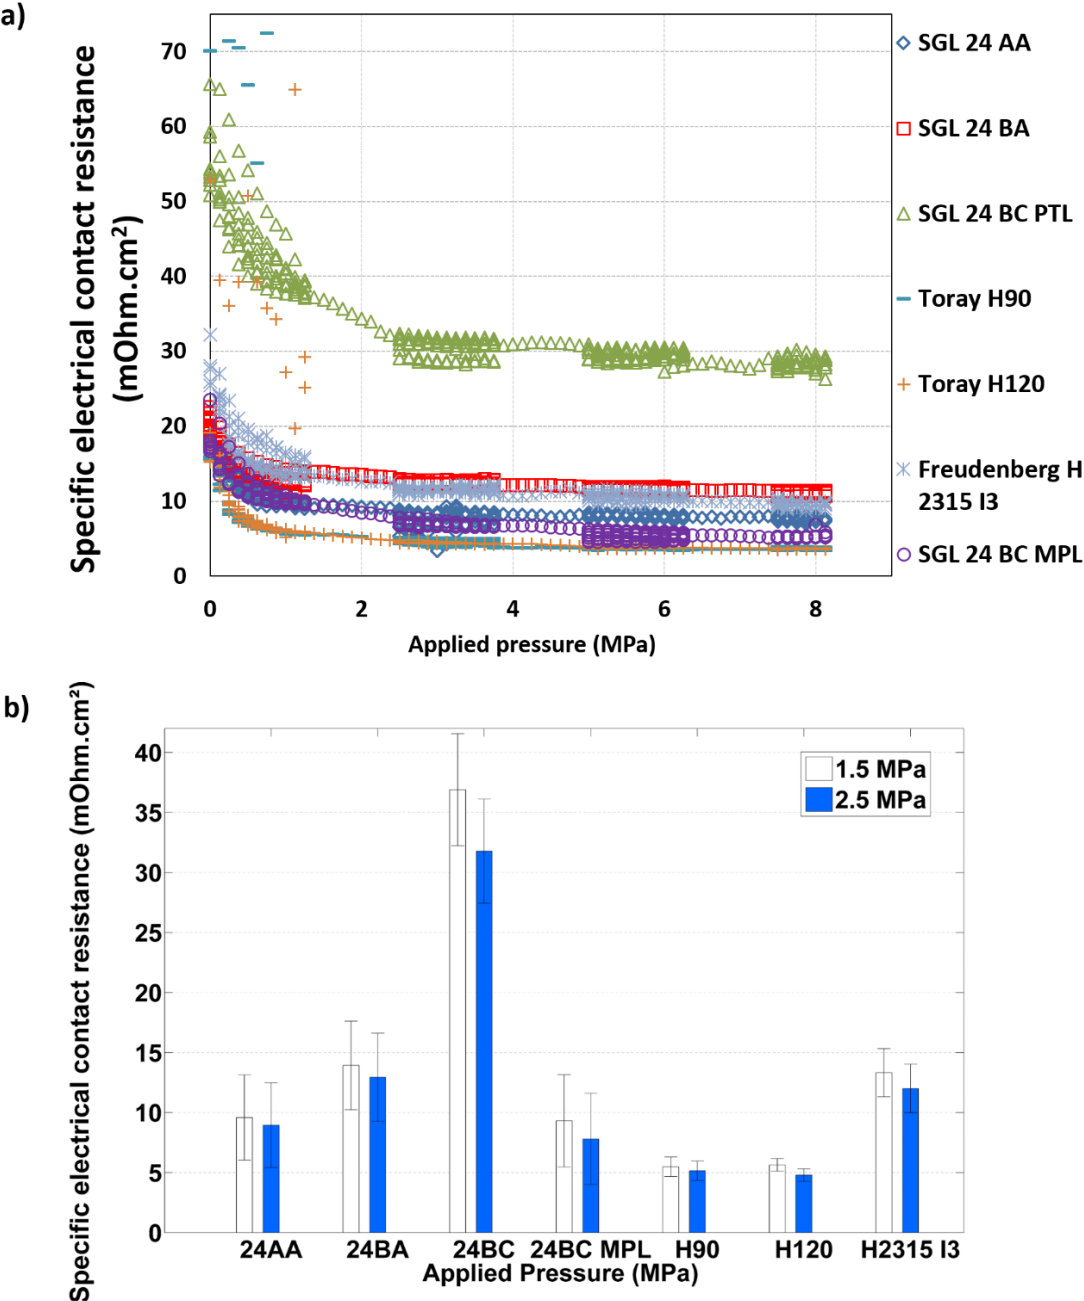 a)
Specific electrical contact resistance
(mOhm.cm²)
70
60
50
40
30
20
10
0
0 2 4 6 8
Applied pressure (MPa)
SGL 24 AA
SGL 24 BA
SGL 24 BC PTL
Toray H90
Toray H120
Freudenberg H
2315 I3
SGL 24 BC MPL
b)
Specific electrical contact resistance (mOhm.cm²)
40
35
30
25
20
15
10
5
0
1.5 MPa
2.5 MPa
24AA 24BA 24BC 24BC MPL H90 H120 H2315 I3
Applied Pressure (MPa)